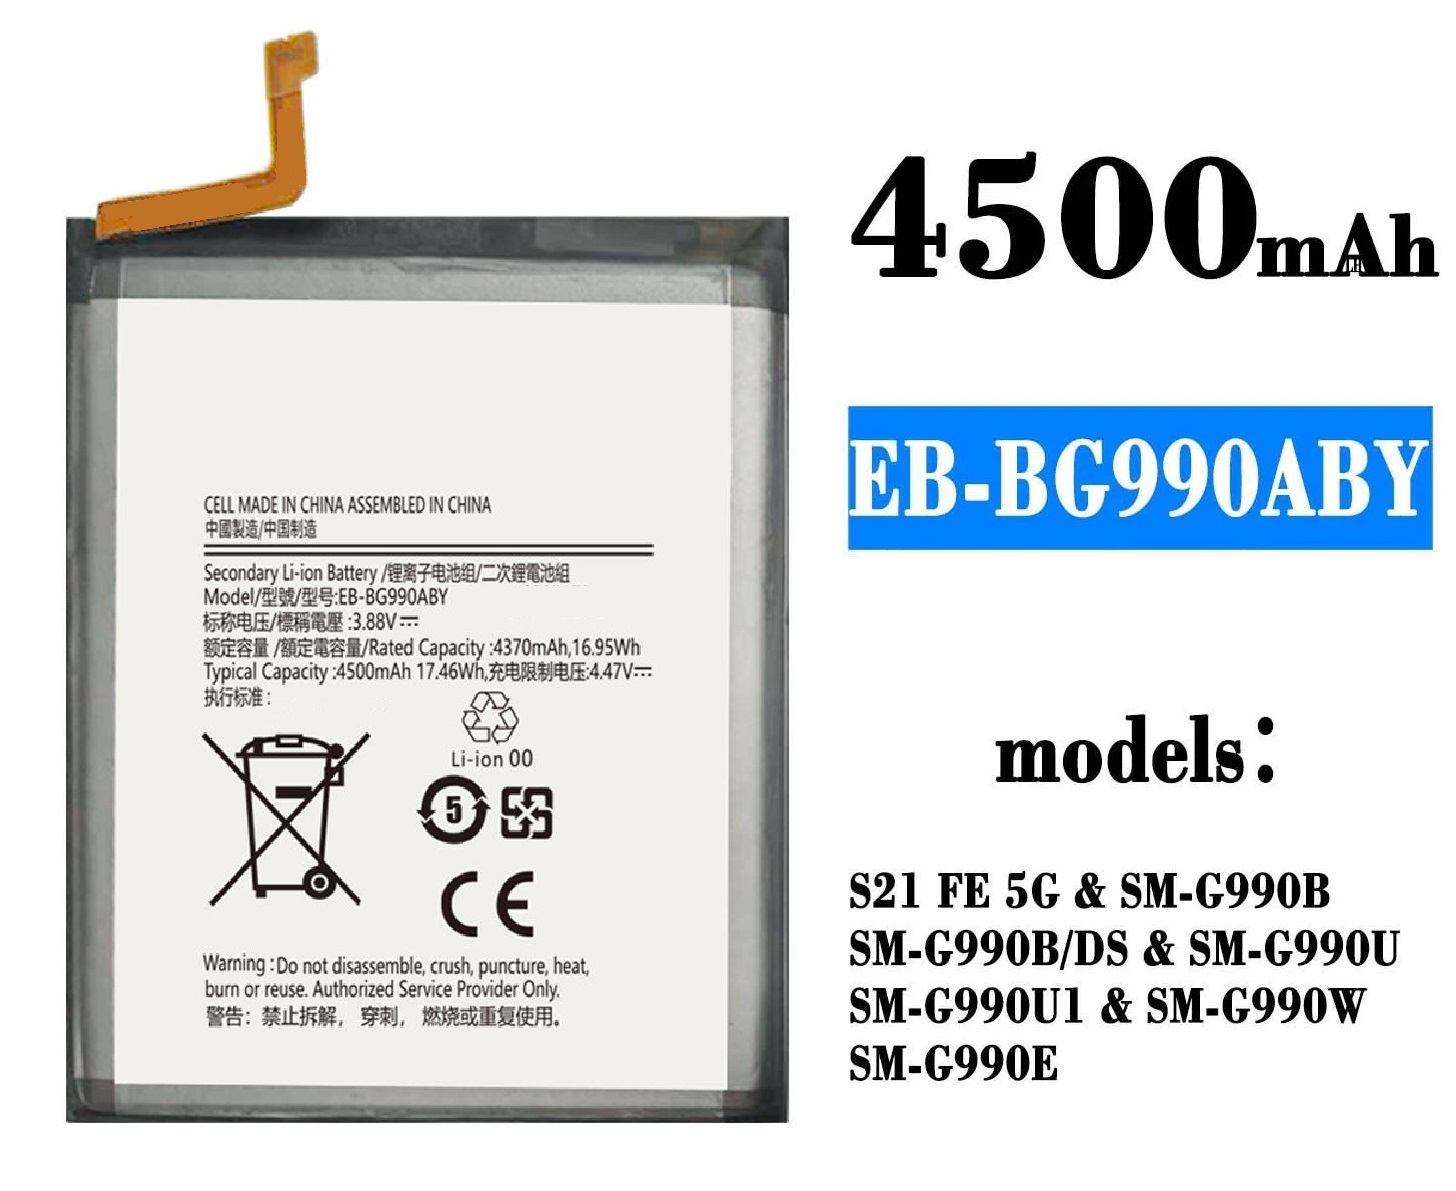 CELL MADE IN CHINA ASSEMBLED IN CHINA
中國製造/中国制造
Secondary Li-ion Battery /锂离子电池组/二次鋰電池組
Model/型號/型号:EB-BG990ABY
标称电压/標稱電壓 :3.88V⎓
额定容量 /額定電容量/Rated Capacity :4370mAh,16.95Wh
Typical Capacity :4500mAh 17.46Wh,充电限制电压:4.47V⎓
执行标准 :
Li-ion 00
5
CE
Warning : Do not disassemble, crush, puncture, heat,
burn or reuse. Authorized Service Provider Only.
警告：禁止拆解， 穿刺， 燃烧或重复使用。
4500mAh
EB-BG990ABY
models：
S21 FE 5G & SM-G990B
SM-G990B/DS & SM-G990U
SM-G990U1 & SM-G990W
SM-G990E